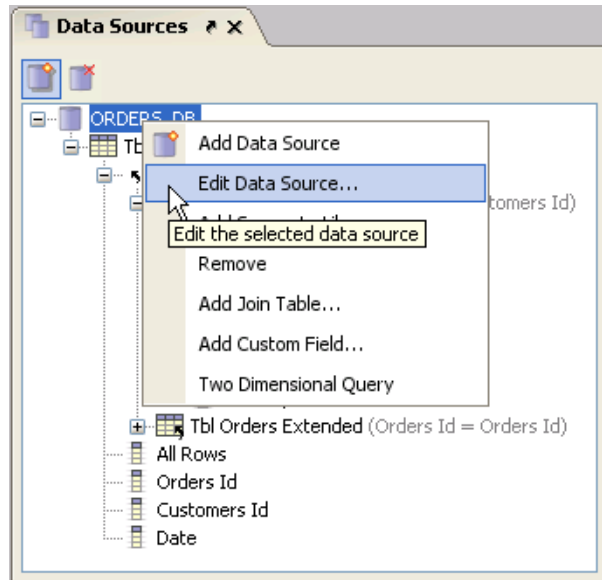 Data Sources
ORDERS_DB
Add Data Source
Edit Data Source...
tomers Id)
Edit the selected data source
Remove
Add Join Table...
Add Custom Field...
Two Dimensional Query
Tbl Orders Extended (Orders Id = Orders Id)
All Rows
Orders Id
Customers Id
Date